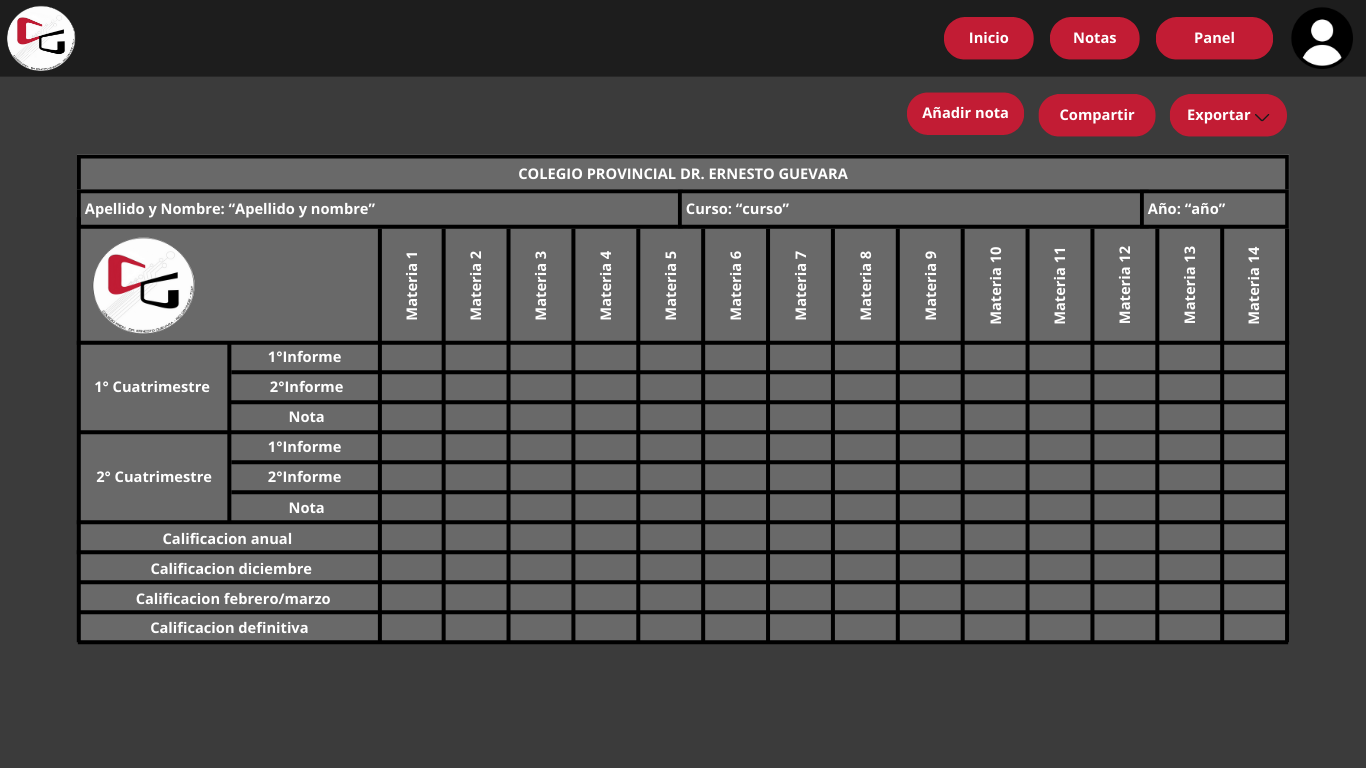 Inicio
Notas
Panel
Añadir nota
Compartir
Exportar
COLEGIO PROVINCIAL DR. ERNESTO GUEVARA
Apellido y Nombre: “Apellido y nombre”
Curso: “curso”
Año: “año”
Materia 1
Materia 2
Materia 3
Materia 4
Materia 5
Materia 6
Materia 7
Materia 8
Materia 9
Materia 10
Materia 11
Materia 12
Materia 13
Materia 14
1° Cuatrimestre
1°Informe
2°Informe
Nota
2° Cuatrimestre
1°Informe
2°Informe
Nota
Calificacion anual
Calificacion diciembre
Calificacion febrero/marzo
Calificacion definitiva